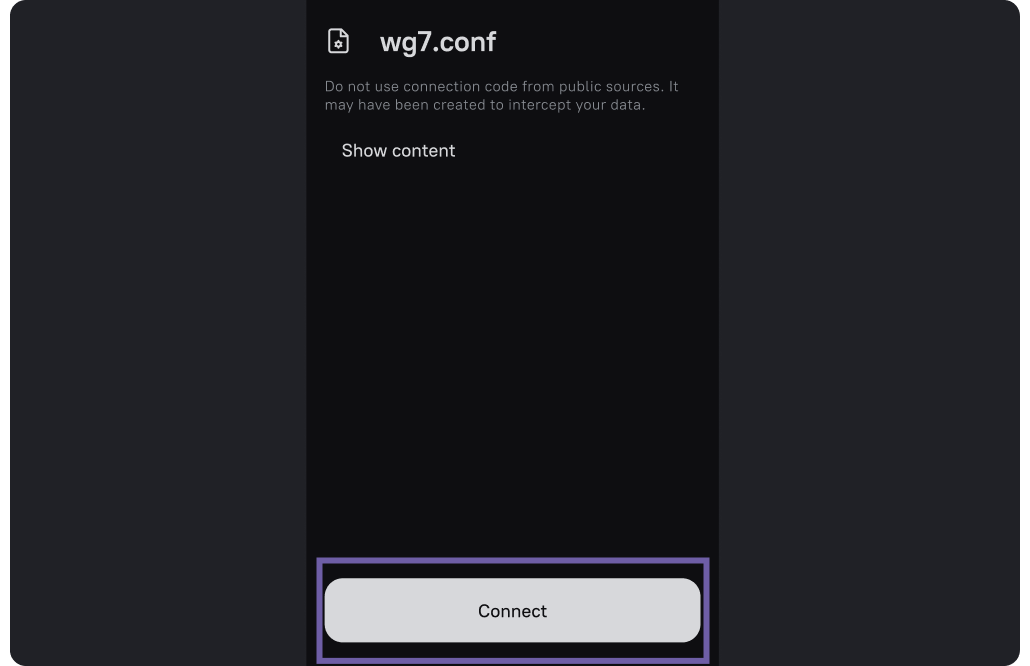 wg7.conf
Do not use connection code from public sources. It
may have been created to intercept your data.
Show content
Connect